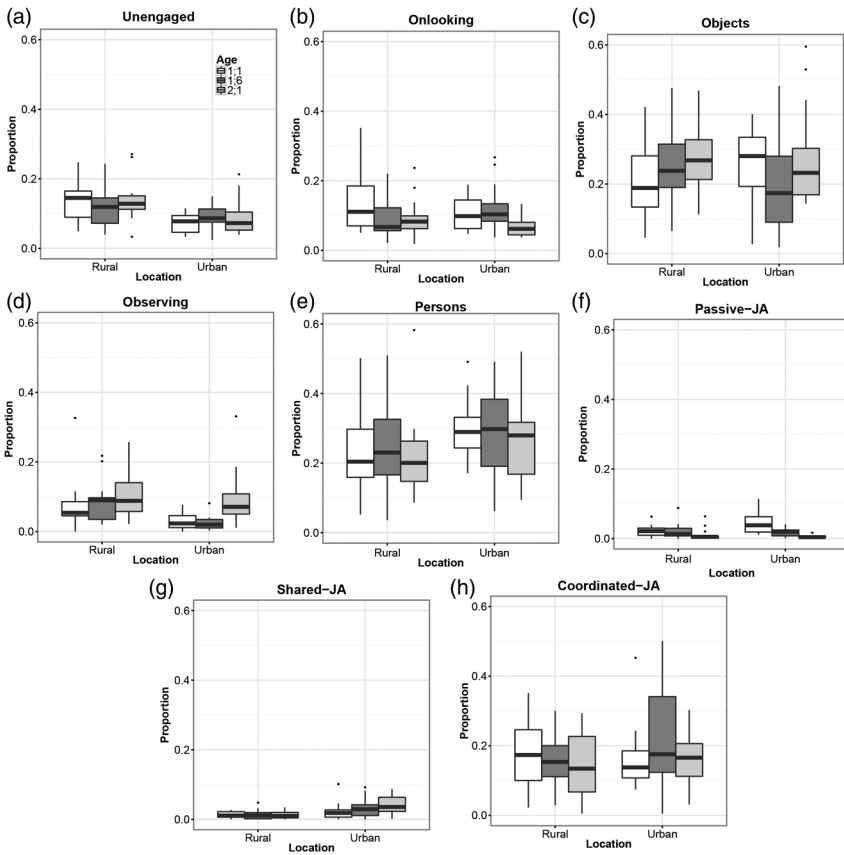 (a) Unengaged
0.6
0.4
0.2
0.0
Proportion
Age
1;1
1;6
2;1
Rural Urban
Location
(b) Onlooking
0.6
0.4
0.2
0.0
Proportion
Rural Urban
Location
(c) Objects
0.6
0.4
0.2
0.0
Proportion
Rural Urban
Location
(d) Observing
0.6
0.4
0.2
0.0
Proportion
Rural Urban
Location
(e) Persons
0.6
0.4
0.2
0.0
Proportion
Rural Urban
Location
(f) Passive-JA
0.6
0.4
0.2
0.0
Proportion
Rural Urban
Location
(g) Shared-JA
0.6
0.4
0.2
0.0
Proportion
Rural Urban
Location
(h) Coordinated-JA
0.6
0.4
0.2
0.0
Proportion
Rural Urban
Location